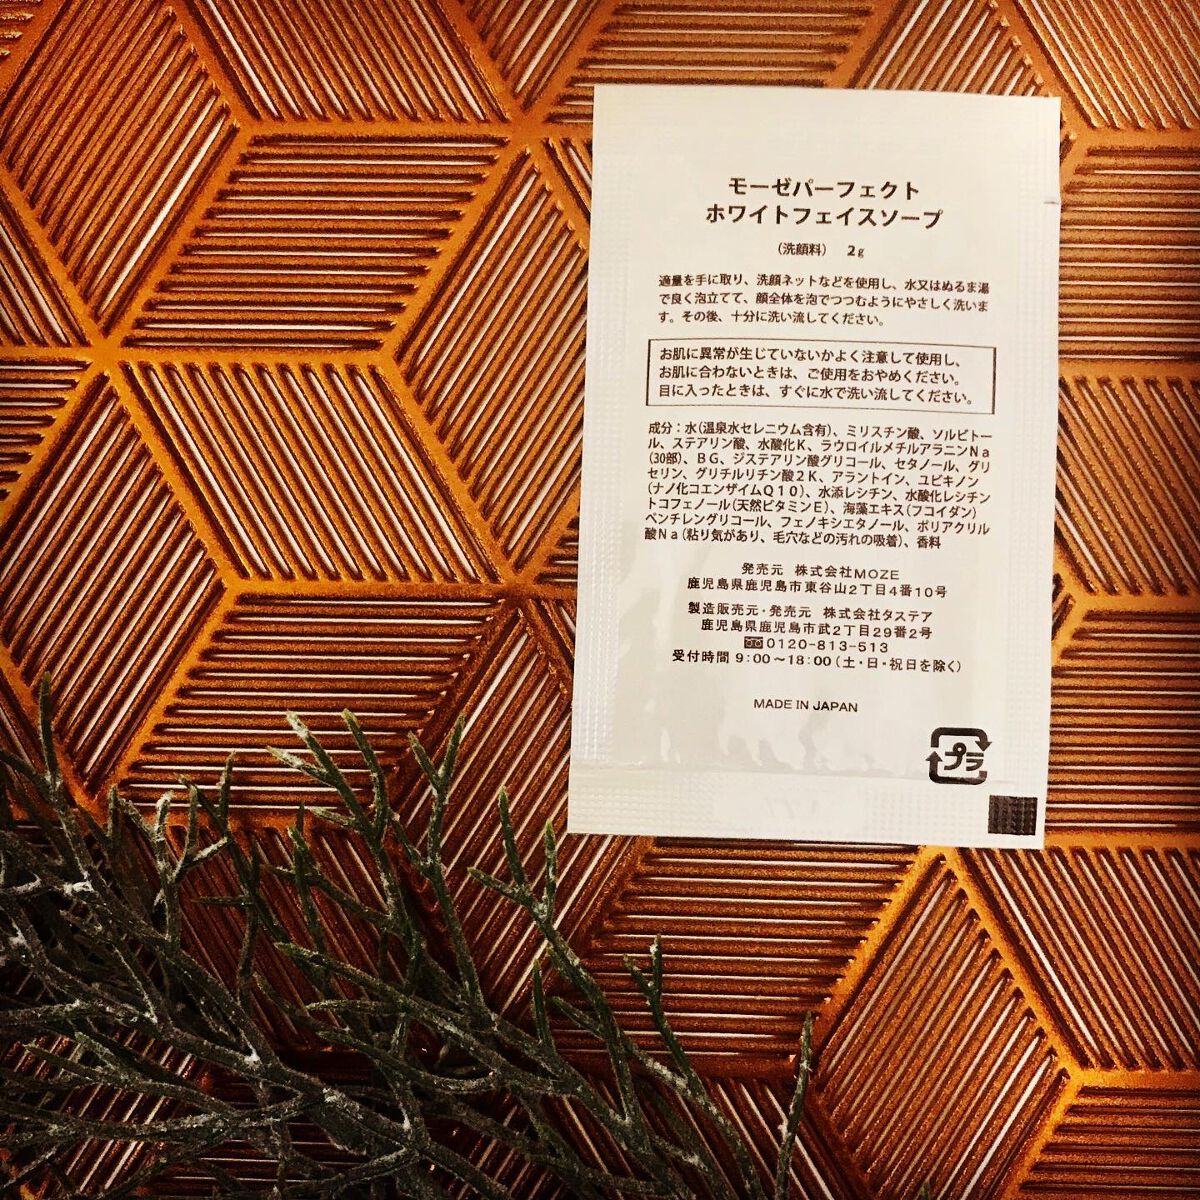 モーゼパーフェクト
ホワイトフェイスソープ
(洗顔料) 2g
適量を手に取り、洗顔ネットなどを使用し、水又はぬるま湯
で良く泡立てて、顔全体を泡でつつむようにやさしく洗いま
す。その後、十分に洗い流してください。
お肌に異常が生じていないかよく注意して使用し、
お肌に合わないときは、ご使用をおやめください。
目に入ったときは、すぐに水で洗い流してください。
成分:水(温泉水セレニウム含有)、ミリスチン酸、ソルビトー
ル、ステアリン酸、水酸化K、ラウロイルメチルアラニンNa
(30部)、BG、ジステアリン酸グリコール、セタノール、グリ
セリン、グリチルリチン酸2K、アラントイン、ユビキノン
(ナノ化コエンザイムQ10)、水添レシチン、水酸化レシチン
トコフェノール(天然ビタミンE)、海藻エキス(フコイダン)
ペンチレングリコール、フェノキシエタノール、ポリアクリル
酸Na(粘り気があり、毛穴などの汚れの吸着)、香料
発売元 株式会社MOZE
鹿児島県鹿児島市東谷山2丁目4番10号
製造販売元・発売元 株式会社タステア
鹿児島県鹿児島市武2丁目29番2号
0120-813-513
受付時間 9:00～18:00(土・日・祝日を除く)
MADE IN JAPAN
プラ